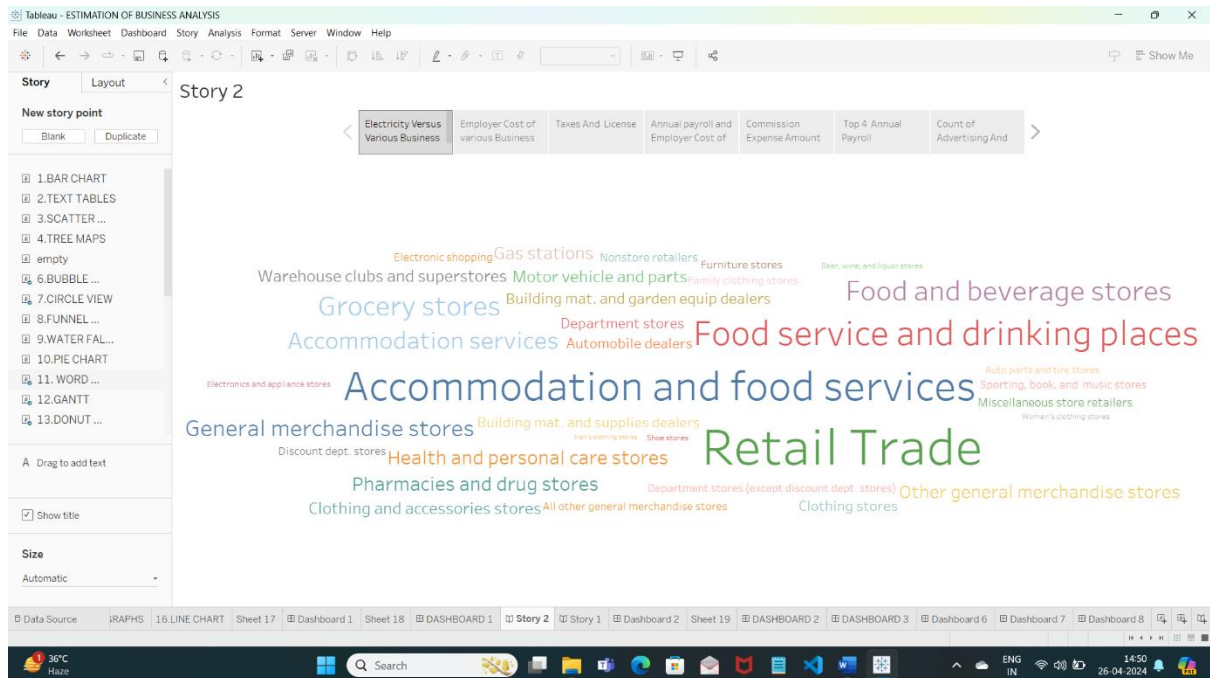 Tableau - ESTIMATION OF BUSINESS ANALYSIS
File Data Worksheet Dashboard Story Analysis Format Server Window Help
Show Me
Story Layout
New story point
Blank Duplicate
1.BAR CHART
2.TEXT TABLES
3.SCATTER ...
4.TREE MAPS
empty
6.BUBBLE ...
7.CIRCLE VIEW
8.FUNNEL ...
9.WATER FAL...
10.PIE CHART
11. WORD ...
12.GANTT
13.DONUT ...
A Drag to add text
Show title
Size
Automatic
Story 2
Electricity Versus Various Business
Employer Cost of various Business
Taxes And License
Annual payroll and Employer Cost of
Commission Expense Amount
Top 4 Annual Payroll
Count of Advertising And
Electronic shopping Gas stations Nonstore retailers
Furniture stores Beer, wine, and liquor stores
Warehouse clubs and superstores Motor vehicle and parts Family clothing stores
Food and beverage stores
Grocery stores Building mat. and garden equip dealers
Department stores
Accommodation services Automobile dealers Food service and drinking places
Auto parts and tire stores
Electronics and appliance stores Accommodation and food services Sporting, book, and music stores
Miscellaneous store retailers
Women's clothing stores
General merchandise stores Building mat. and supplies dealers
Men's clothing stores Shoe stores
Retail Trade
Discount dept. stores Health and personal care stores
Pharmacies and drug stores Department stores (except discount dept. stores) Other general merchandise stores
Clothing and accessories stores All other general merchandise stores Clothing stores
Data Source GRAPHS 16.LINE CHART Sheet 17 Dashboard 1 Sheet 18 DASHBOARD 1 Story 2 Story 1 Dashboard 2 Sheet 19 DASHBOARD 2 DASHBOARD 3 Dashboard 6 Dashboard 7 Dashboard 8
1
36°C
Haze
Search
ENG
IN
14:50
26-04-2024